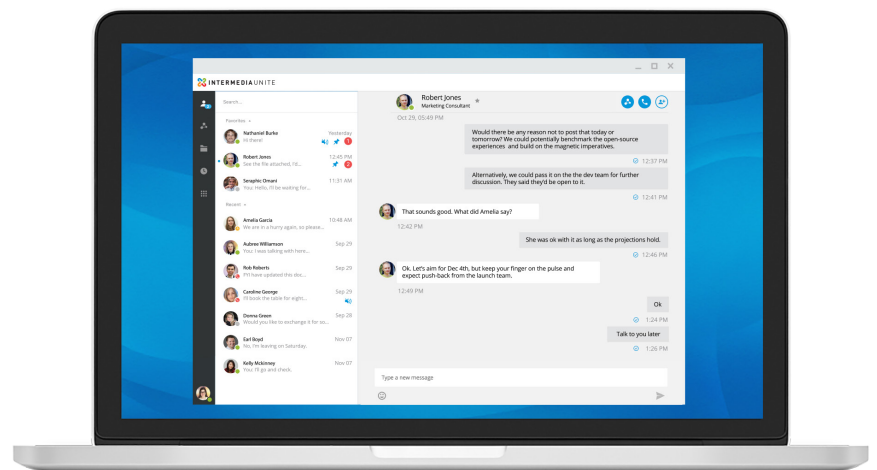 INTERMEDIA UNITE
Search...
Favorites
Nathaniel Burke
Yesterday
Hi there!
1
Robert Jones
12:45 PM
See the file attached, I'd...
2
Seraphic Omani
11:31 AM
You: Hello, I'll be waiting for...
Recent
Amelia Garcia
10:48 AM
We are in a hurry again, so please...
Aubree Williamson
Sep 29
You: I was talking with here...
Rob Roberts
Sep 29
FYI have updated this doc...
Caroline George
Sep 29
I'll book the table for eight...
Donna Green
Sep 28
Would you like to exchange it for so...
Earl Boyd
Nov 07
No, I'm leaving on Saturday.
Kelly Mckinney
Nov 07
You: I'll go and check.
Robert Jones
Marketing Consultant
Oct 29, 05:49 PM
Would there be any reason not to post that today or
tomorrow? We could potentially benchmark the open-source
experiences and build on the magnetic imperatives.
12:37 PM
Alternatively, we could pass it on the the dev team for further
discussion. They said they'd be open to it.
12:41 PM
That sounds good. What did Amelia say?
12:42 PM
She was ok with it as long as the projections hold.
12:46 PM
Ok. Let's aim for Dec 4th, but keep your finger on the pulse and
expect push-back from the launch team.
12:49 PM
Ok
1:24 PM
Talk to you later
1:26 PM
Type a new message